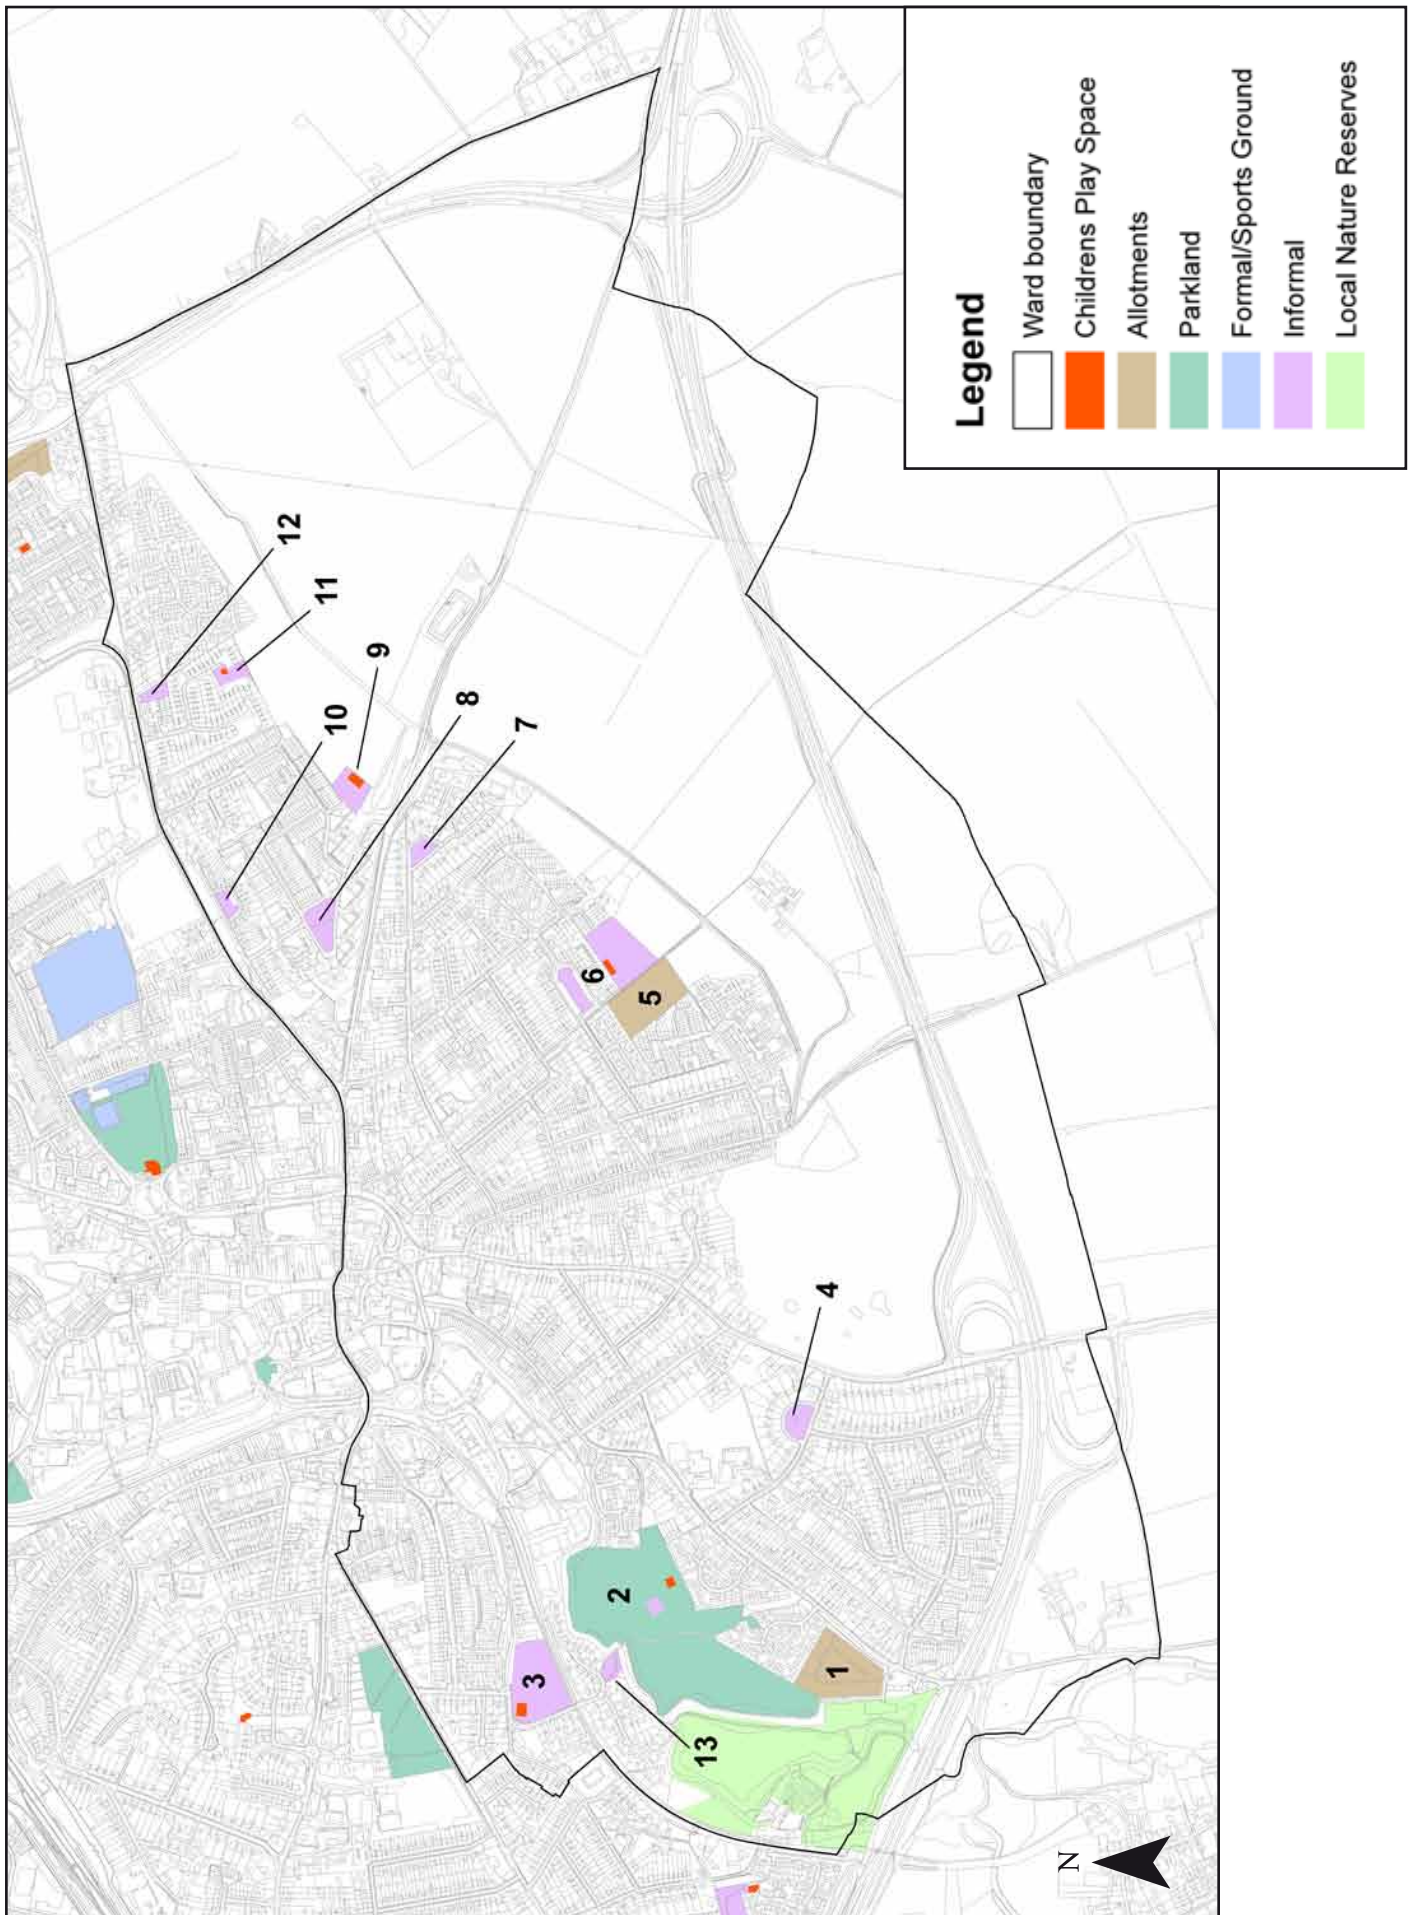 12
11
10
9
8
7
6
5
4
3
2
1
13
N
Legend
Ward boundary
Childrens Play Space
Allotments
Parkland
Formal/Sports Ground
Informal
Local Nature Reserves